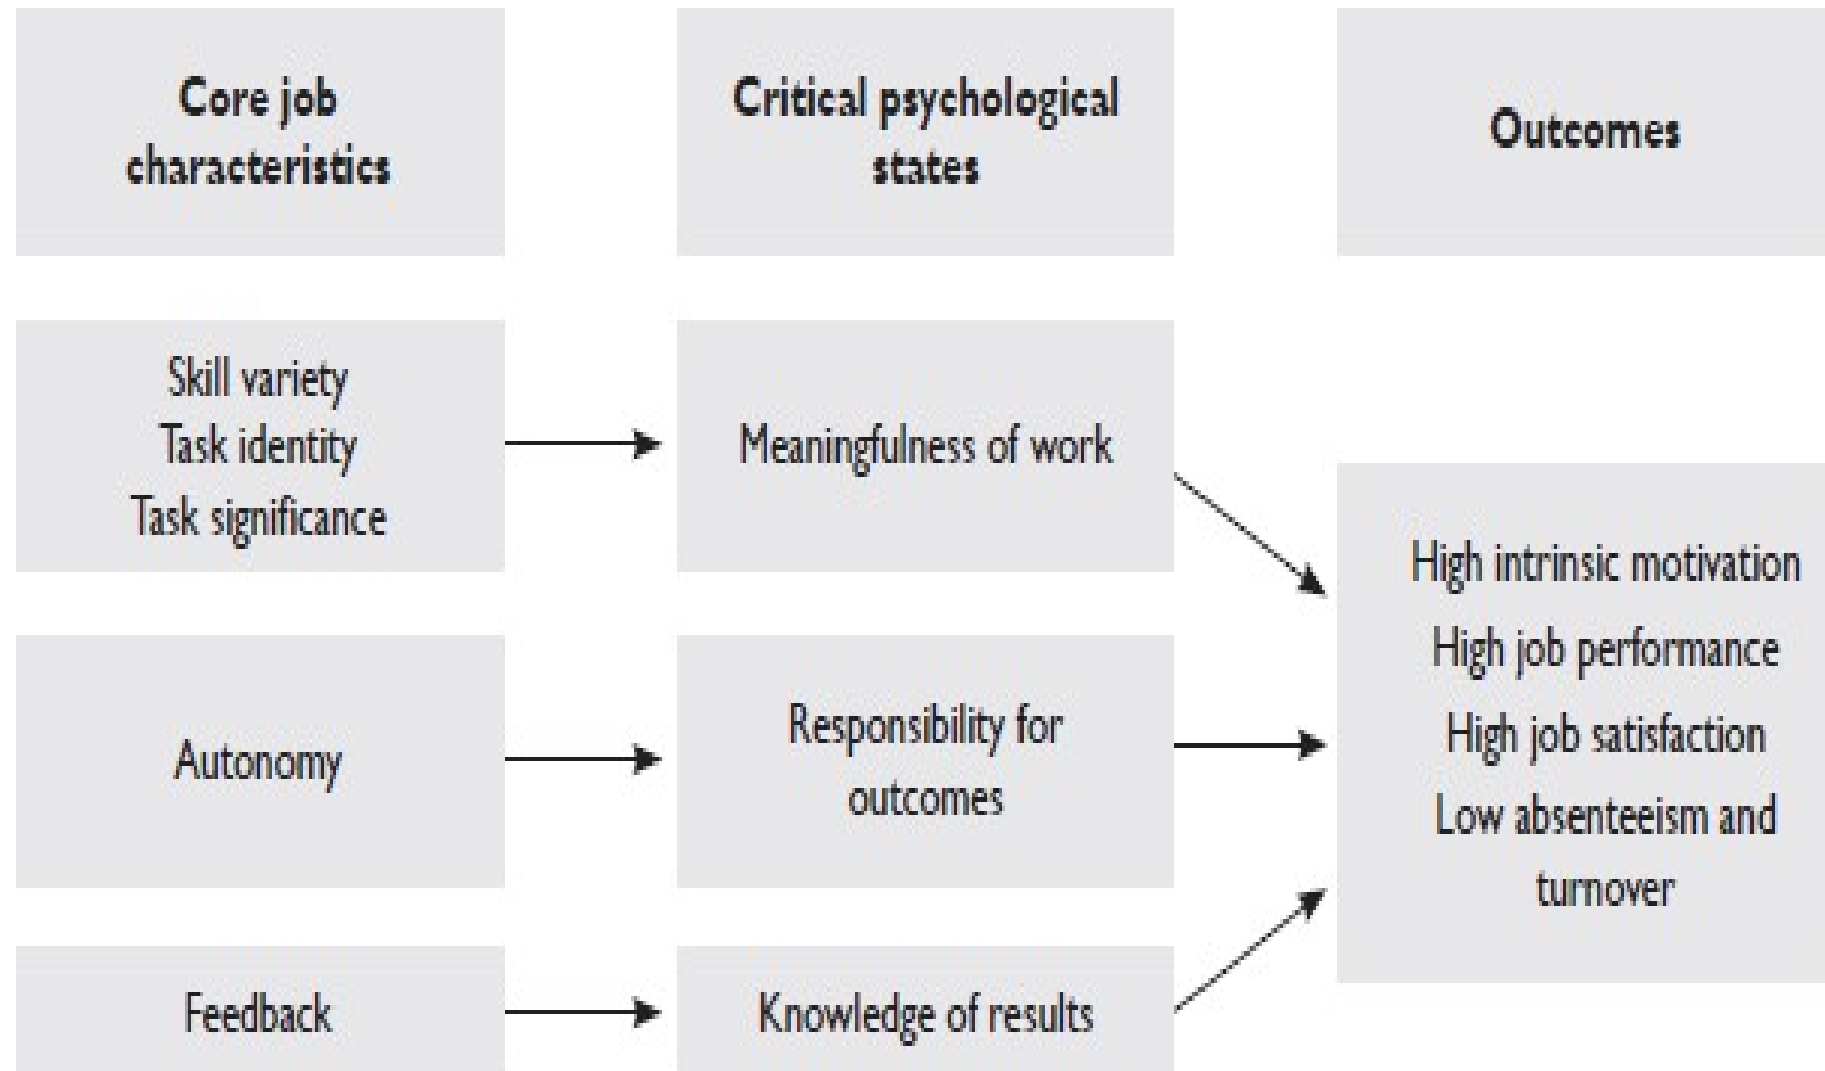 Core job
characteristics
Critical psychological
states
Outcomes
Skill variety
Task identity
Task significance
Meaningfulness of work
Autonomy
Responsibility for
outcomes
Feedback
Knowledge of results
High intrinsic motivation
High job performance
High job satisfaction
Low absenteeism and
turnover